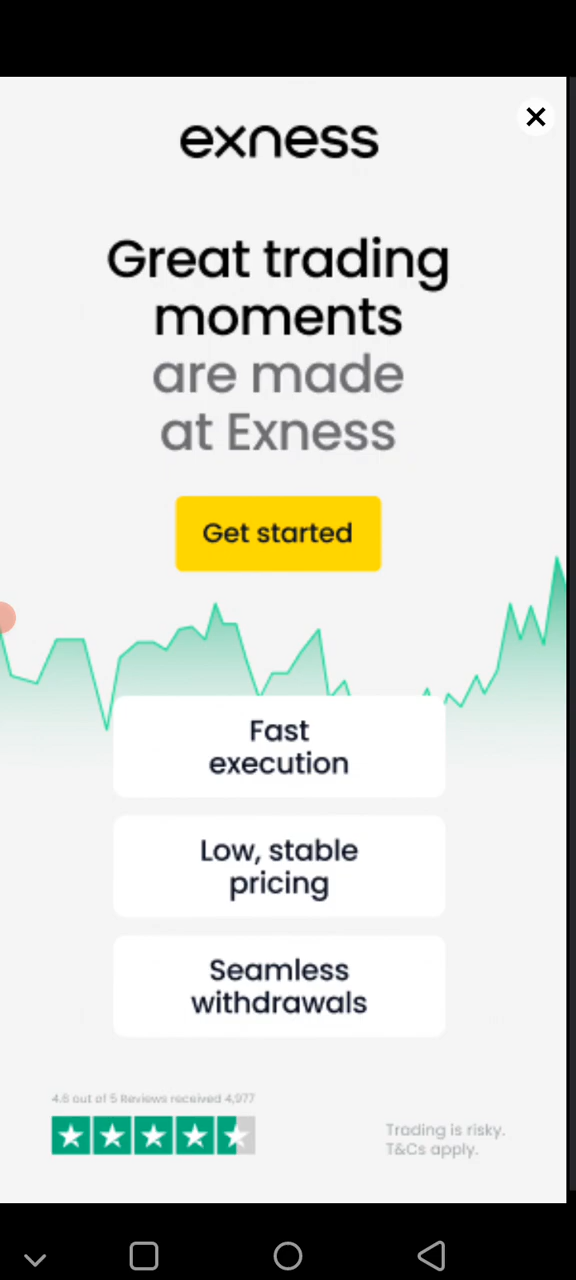 exness
Great trading
moments
are made
at Exness
Get started
Fast
execution
Low, stable
pricing
Seamless
withdrawals
4.6 out of 5 Reviews received 4,977
Trading is risky.
T&Cs apply.